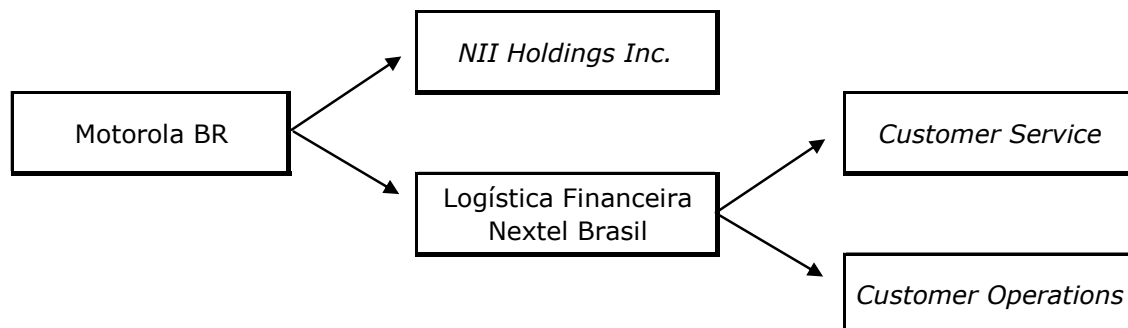 NII Holdings Inc.
Motorola BR
Customer Service
Logística Financeira
Nextel Brasil
Customer Operations